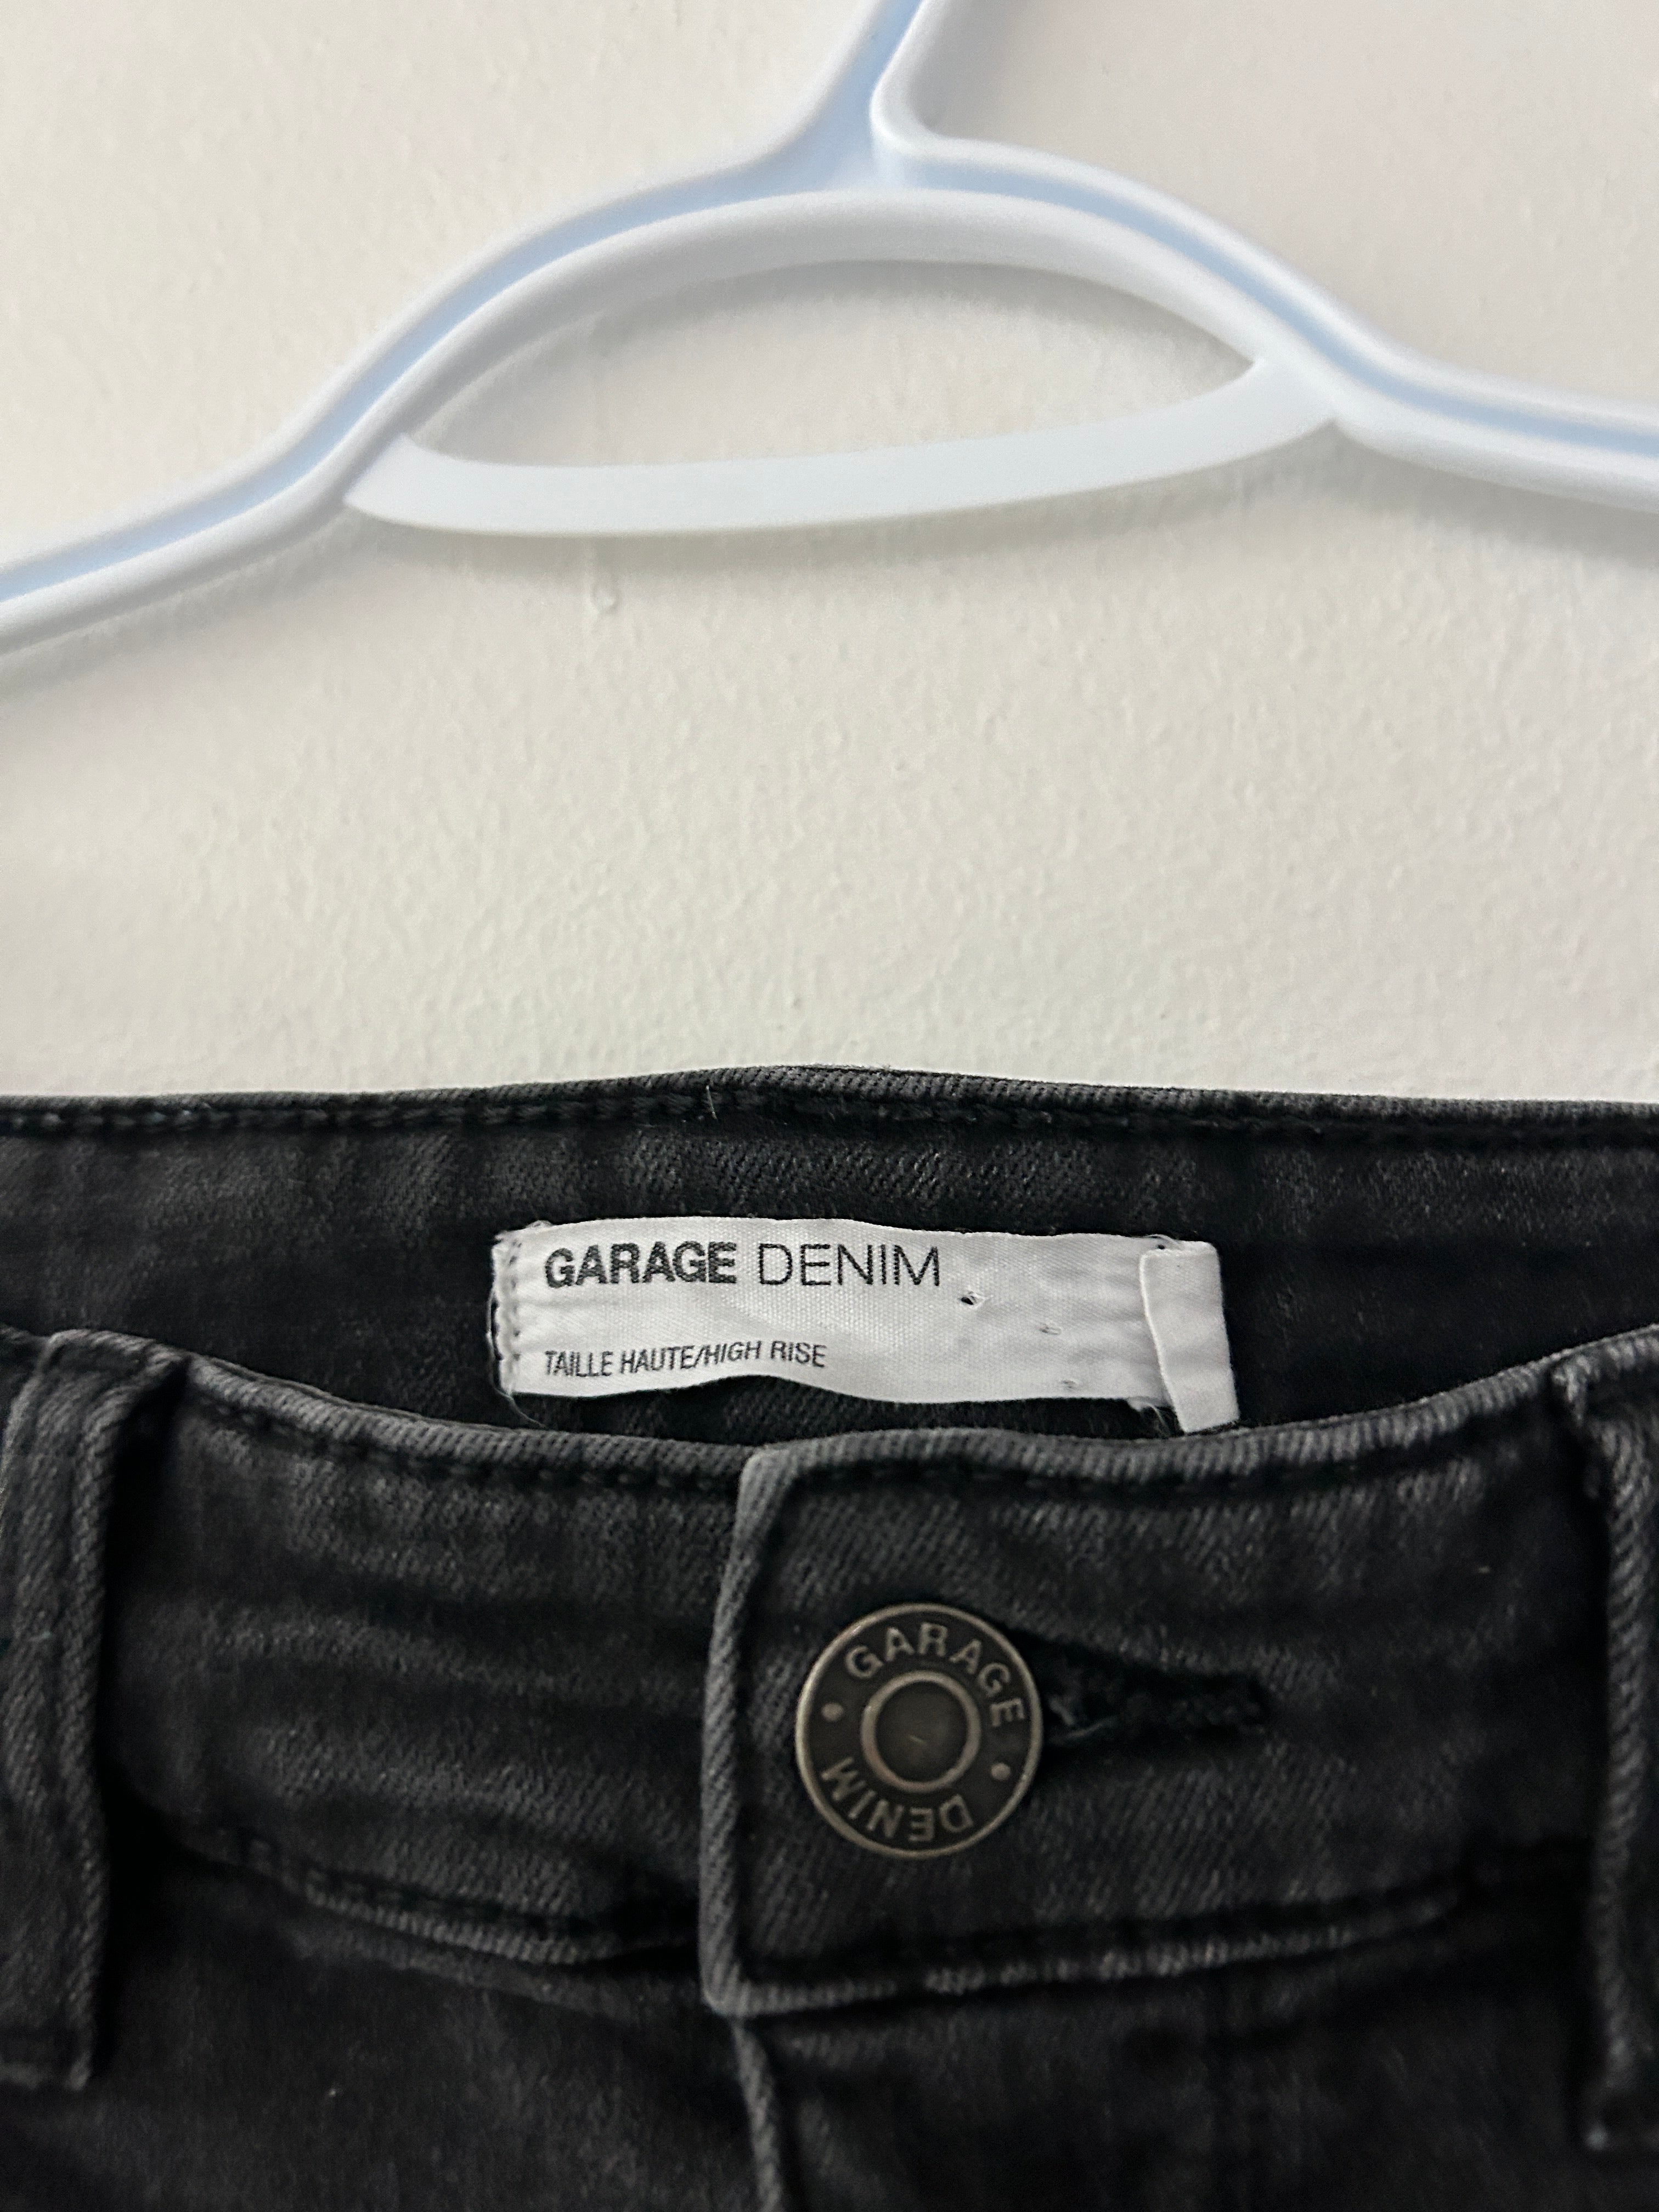 GARAGE DENIM
TAILLE HAUTE/HIGH RISE
GARAGE
DENIM